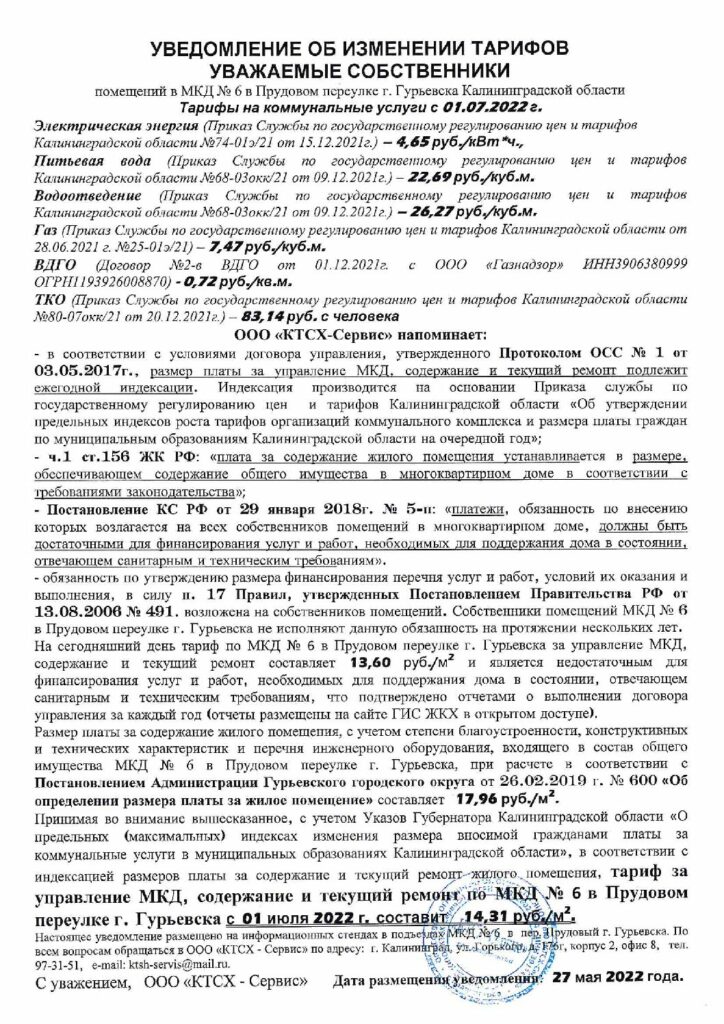 УВЕДОМЛЕНИЕ ОБ ИЗМЕНЕНИИ ТАРИФОВ
УВАЖАЕМЫЕ СОБСТВЕННИКИ
помещений в МКД № 6 в Прудовом переулке г. Гурьевска Калининградской области
Тарифы на коммунальные услуги с 01.07.2022 г.
Электрическая энергия (Приказ Службы по государственному регулированию цен и тарифов
Калининградской области №74-01э/21 от 15.12.2021г.) – 4,65 руб./кВт*ч.,
Питьевая вода (Приказ Службы по государственному регулированию цен и тарифов
Калининградской области №68-03окк/21 от 09.12.2021г.) – 22,69 руб./куб.м.
Водоотведение (Приказ Службы по государственному регулированию цен и тарифов
Калининградской области №68-03окк/21 от 09.12.2021г.) – 26,27 руб./куб.м.
Газ (Приказ Службы по государственному регулированию цен и тарифов Калининградской области от
28.06.2021 г. №25-01э/21) – 7,47 руб./куб.м.
ВДГО (Договор №2-в ВДГО от 01.12.2021г. с ООО «Газнадзор» ИНН3906380999
ОГРН1193926008870) - 0,72 руб./кв.м.
ТКО (Приказ Службы по государственному регулированию цен и тарифов Калининградской области
№80-07окк/21 от 20.12.2021г.) – 83,14 руб. с человека
ООО «КТСХ-Сервис» напоминает:
- в соответствии с условиями договора управления, утвержденного Протоколом ОСС № 1 от
03.05.2017г., размер платы за управление МКД, содержание и текущий ремонт подлежит
ежегодной индексации. Индексация производится на основании Приказа службы по
государственному регулированию цен и тарифов Калининградской области «Об утверждении
предельных индексов роста тарифов организаций коммунального комплекса и размера платы граждан
по муниципальным образованиям Калининградской области на очередной год»;
- ч.1 ст.156 ЖК РФ: «плата за содержание жилого помещения устанавливается в размере,
обеспечивающем содержание общего имущества в многоквартирном доме в соответствии с
требованиями законодательства»;
- Постановление КС РФ от 29 января 2018г. № 5-п: «платежи, обязанность по внесению
которых возлагается на всех собственников помещений в многоквартирном доме, должны быть
достаточными для финансирования услуг и работ, необходимых для поддержания дома в состоянии,
отвечаемом санитарным и техническим требованиям».
- обязанность по утверждению размера финансирования перечня услуг и работ, условий их оказания и
выполнения, в силу п. 17 Правил, утвержденных Постановлением Правительства РФ от
13.08.2006 № 491. возложена на собственников помещений. Собственники помещений МКД № 6
в Прудовом переулке г. Гурьевска не исполняют данную обязанность на протяжении нескольких лет.
На сегодняшний день тариф по МКД № 6 в Прудовом переулке г. Гурьевска за управление МКД,
содержание и текущий ремонт составляет 13,60 руб./м² и является недостаточным для
финансирования услуг и работ, необходимых для поддержания дома в состоянии, отвечаемом
санитарным и техническим требованиям, что подтверждено отчетами о выполнении договора
управления за каждый год (отчеты размещены на сайте ГИС ЖКХ в открытом доступе).
Размер платы за содержание жилого помещения, с учетом степени благоустроенности, конструктивных
и технических характеристик и перечня инженерного оборудования, входящего в состав общего
имущества МКД № 6 в Прудовом переулке г. Гурьевска, при расчете в соответствии с
Постановлением Администрации Гурьевского городского округа от 26.02.2019 г. № 600 «Об
определении размера платы за жилое помещение» составляет 17,96 руб./м².
Принимая во внимание вышесказанное, с учетом Указов Губернатора Калининградской области «О
предельных (максимальных) индексах изменения размера вносимой гражданами платы за
коммунальные услуги в муниципальных образованиях Калининградской области», в соответствии с
индексацией размеров платы за содержание и текущий ремонт жилого помещения, тариф за
управление МКД, содержание и текущий ремонт по МКД № 6 в Прудовом
переулке г. Гурьевска с 01 июля 2022 г. составит 14,31 руб./м².
Настоящее уведомление размещено на информационных стендах в подъездах МКД № 6 в пер. Прудовый г. Гурьевска. По
всем вопросам обращаться в ООО «КТСХ - Сервис» по адресу: г. Калининград, ул. Горького, д. 176г, корпус 2, офис 8, тел.
97-31-51, e-mail: ktsh-servis@mail.ru.
С уважением, ООО «КТСХ - Сервис» Дата размещения уведомления: 27 мая 2022 года.